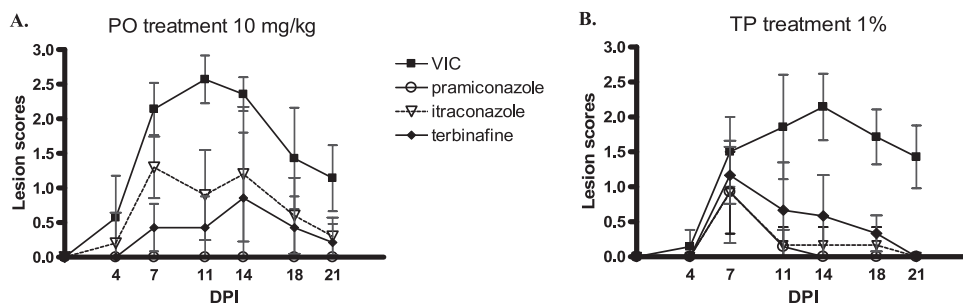 A.
PO treatment 10 mg/kg
Lesion scores
3.0
2.5
2.0
1.5
1.0
0.5
0.0
4 7 11 14 18 21
DPI
VIC
pramiconazole
itraconazole
terbinafine
B.
TP treatment 1%
Lesion scores
3.0
2.5
2.0
1.5
1.0
0.5
0.0
4 7 11 14 18 21
DPI